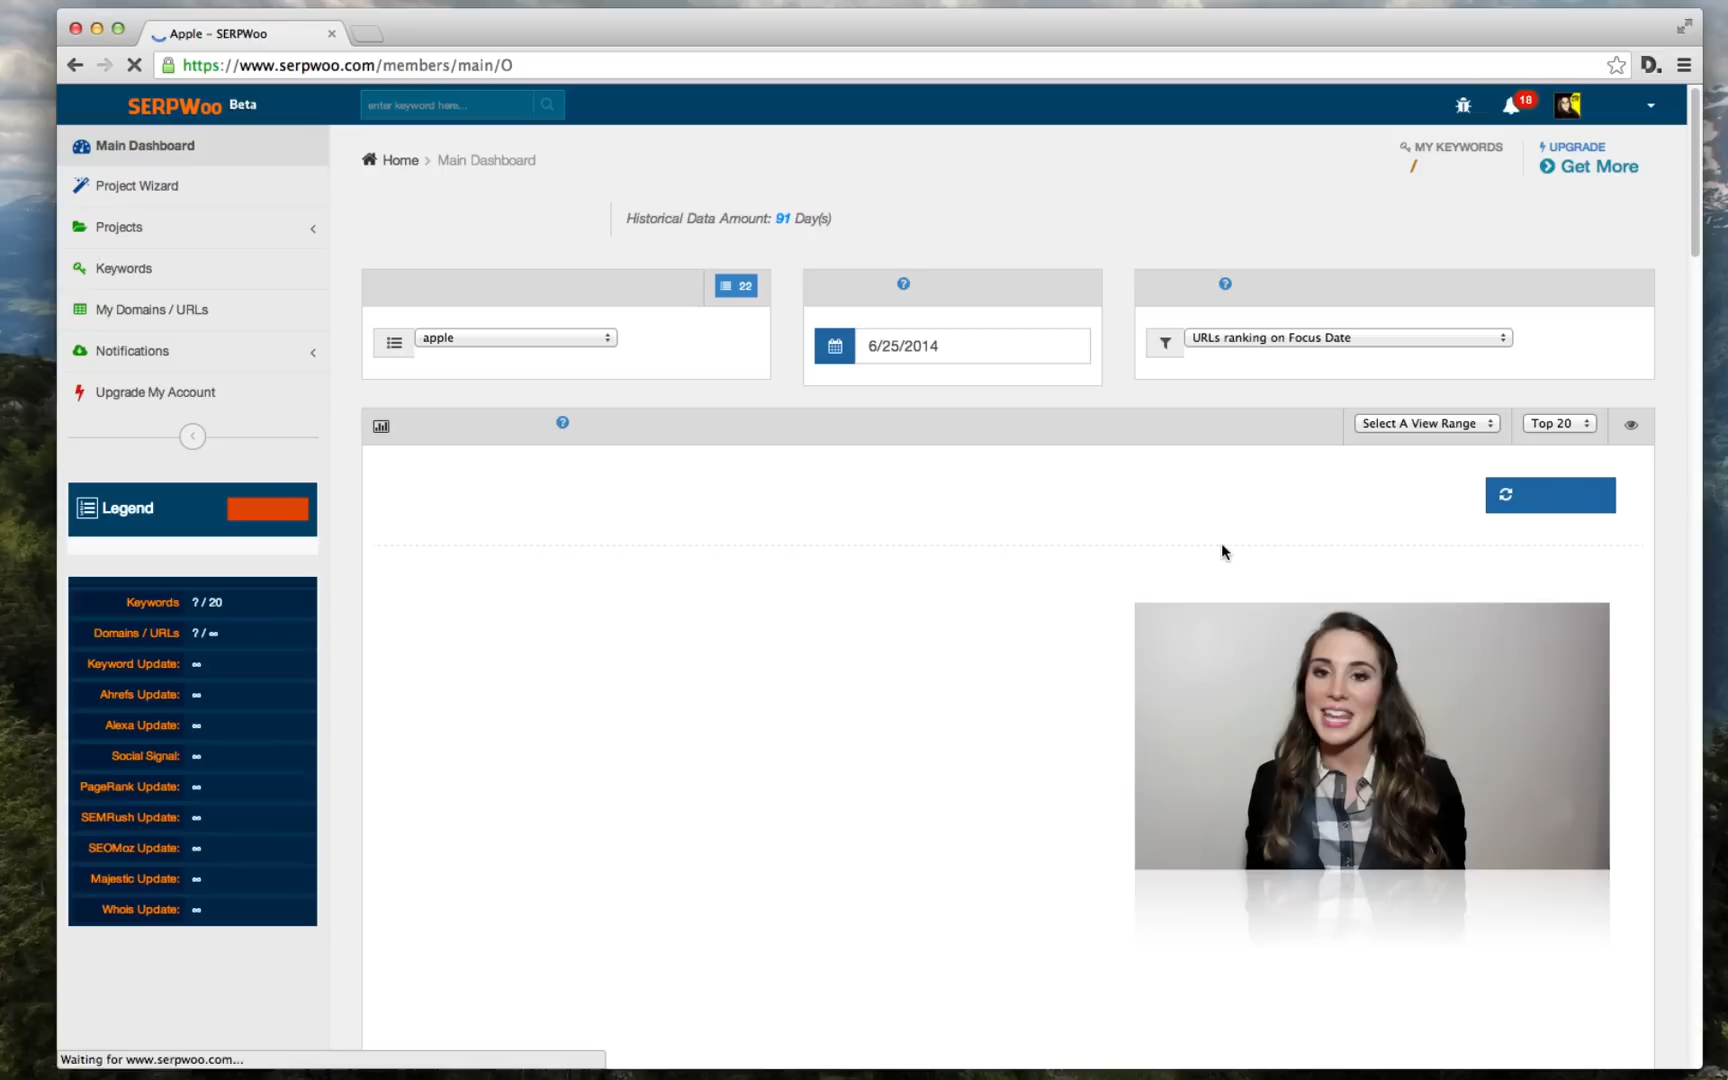 Apple – SERPWoo
https://www.serpwoo.com/members/main/O
D.
SERPWoo Beta
enter keyword here...
18
Main Dashboard
Project Wizard
Projects
Keywords
My Domains / URLs
Notifications
Upgrade My Account
Home > Main Dashboard
MY KEYWORDS
/
UPGRADE
Get More
Historical Data Amount: 91 Day(s)
22
apple
6/25/2014
URLs ranking on Focus Date
Select A View Range
Top 20
Legend
Keywords ? / 20
Domains / URLs ? / ∞
Keyword Update: ∞
Ahrefs Update: ∞
Alexa Update: ∞
Social Signal: ∞
PageRank Update: ∞
SEMRush Update: ∞
SEOMoz Update: ∞
Majestic Update: ∞
Whois Update: ∞
Waiting for www.serpwoo.com...